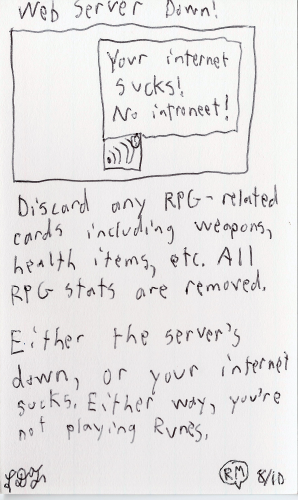 Web Server Down!
Your internet
sucks!
No introneet!
Discard any RPG-related
cards including weapons,
health items, etc. All
RPG stats are removed.
Either the server's
down, or your internet
sucks. Either way, you're
not playing Runes.
RM 8/10